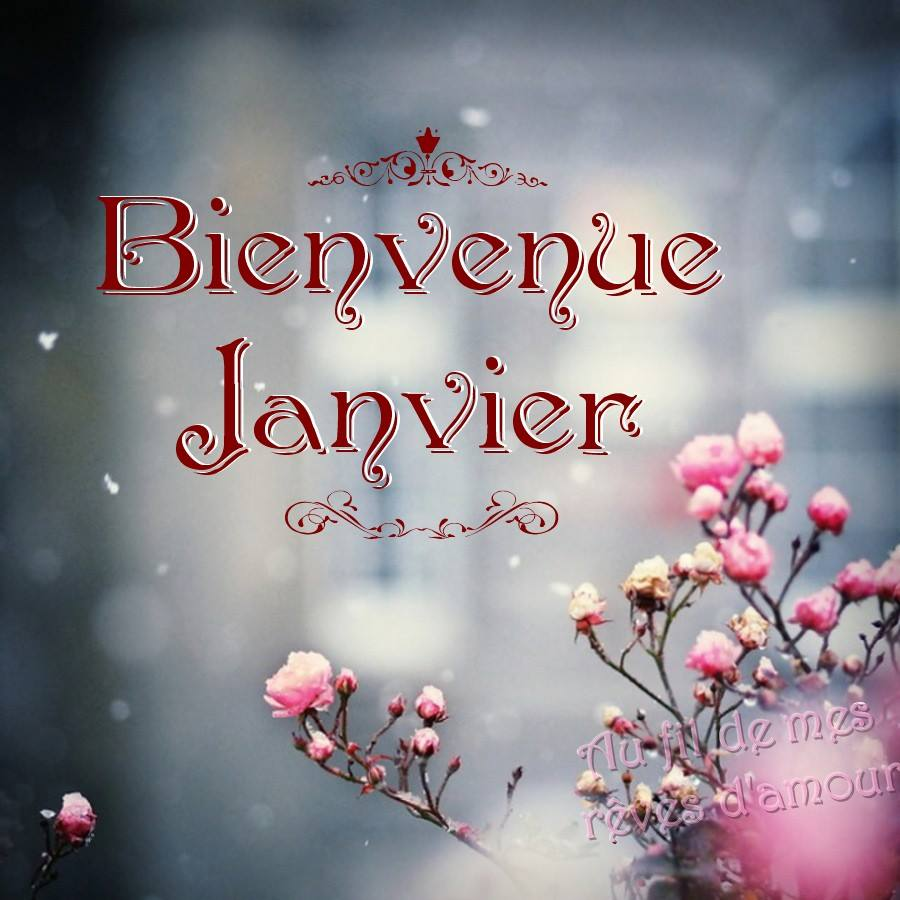 Bienvenue
Janvier
Au fil de mes
rêves d'amour